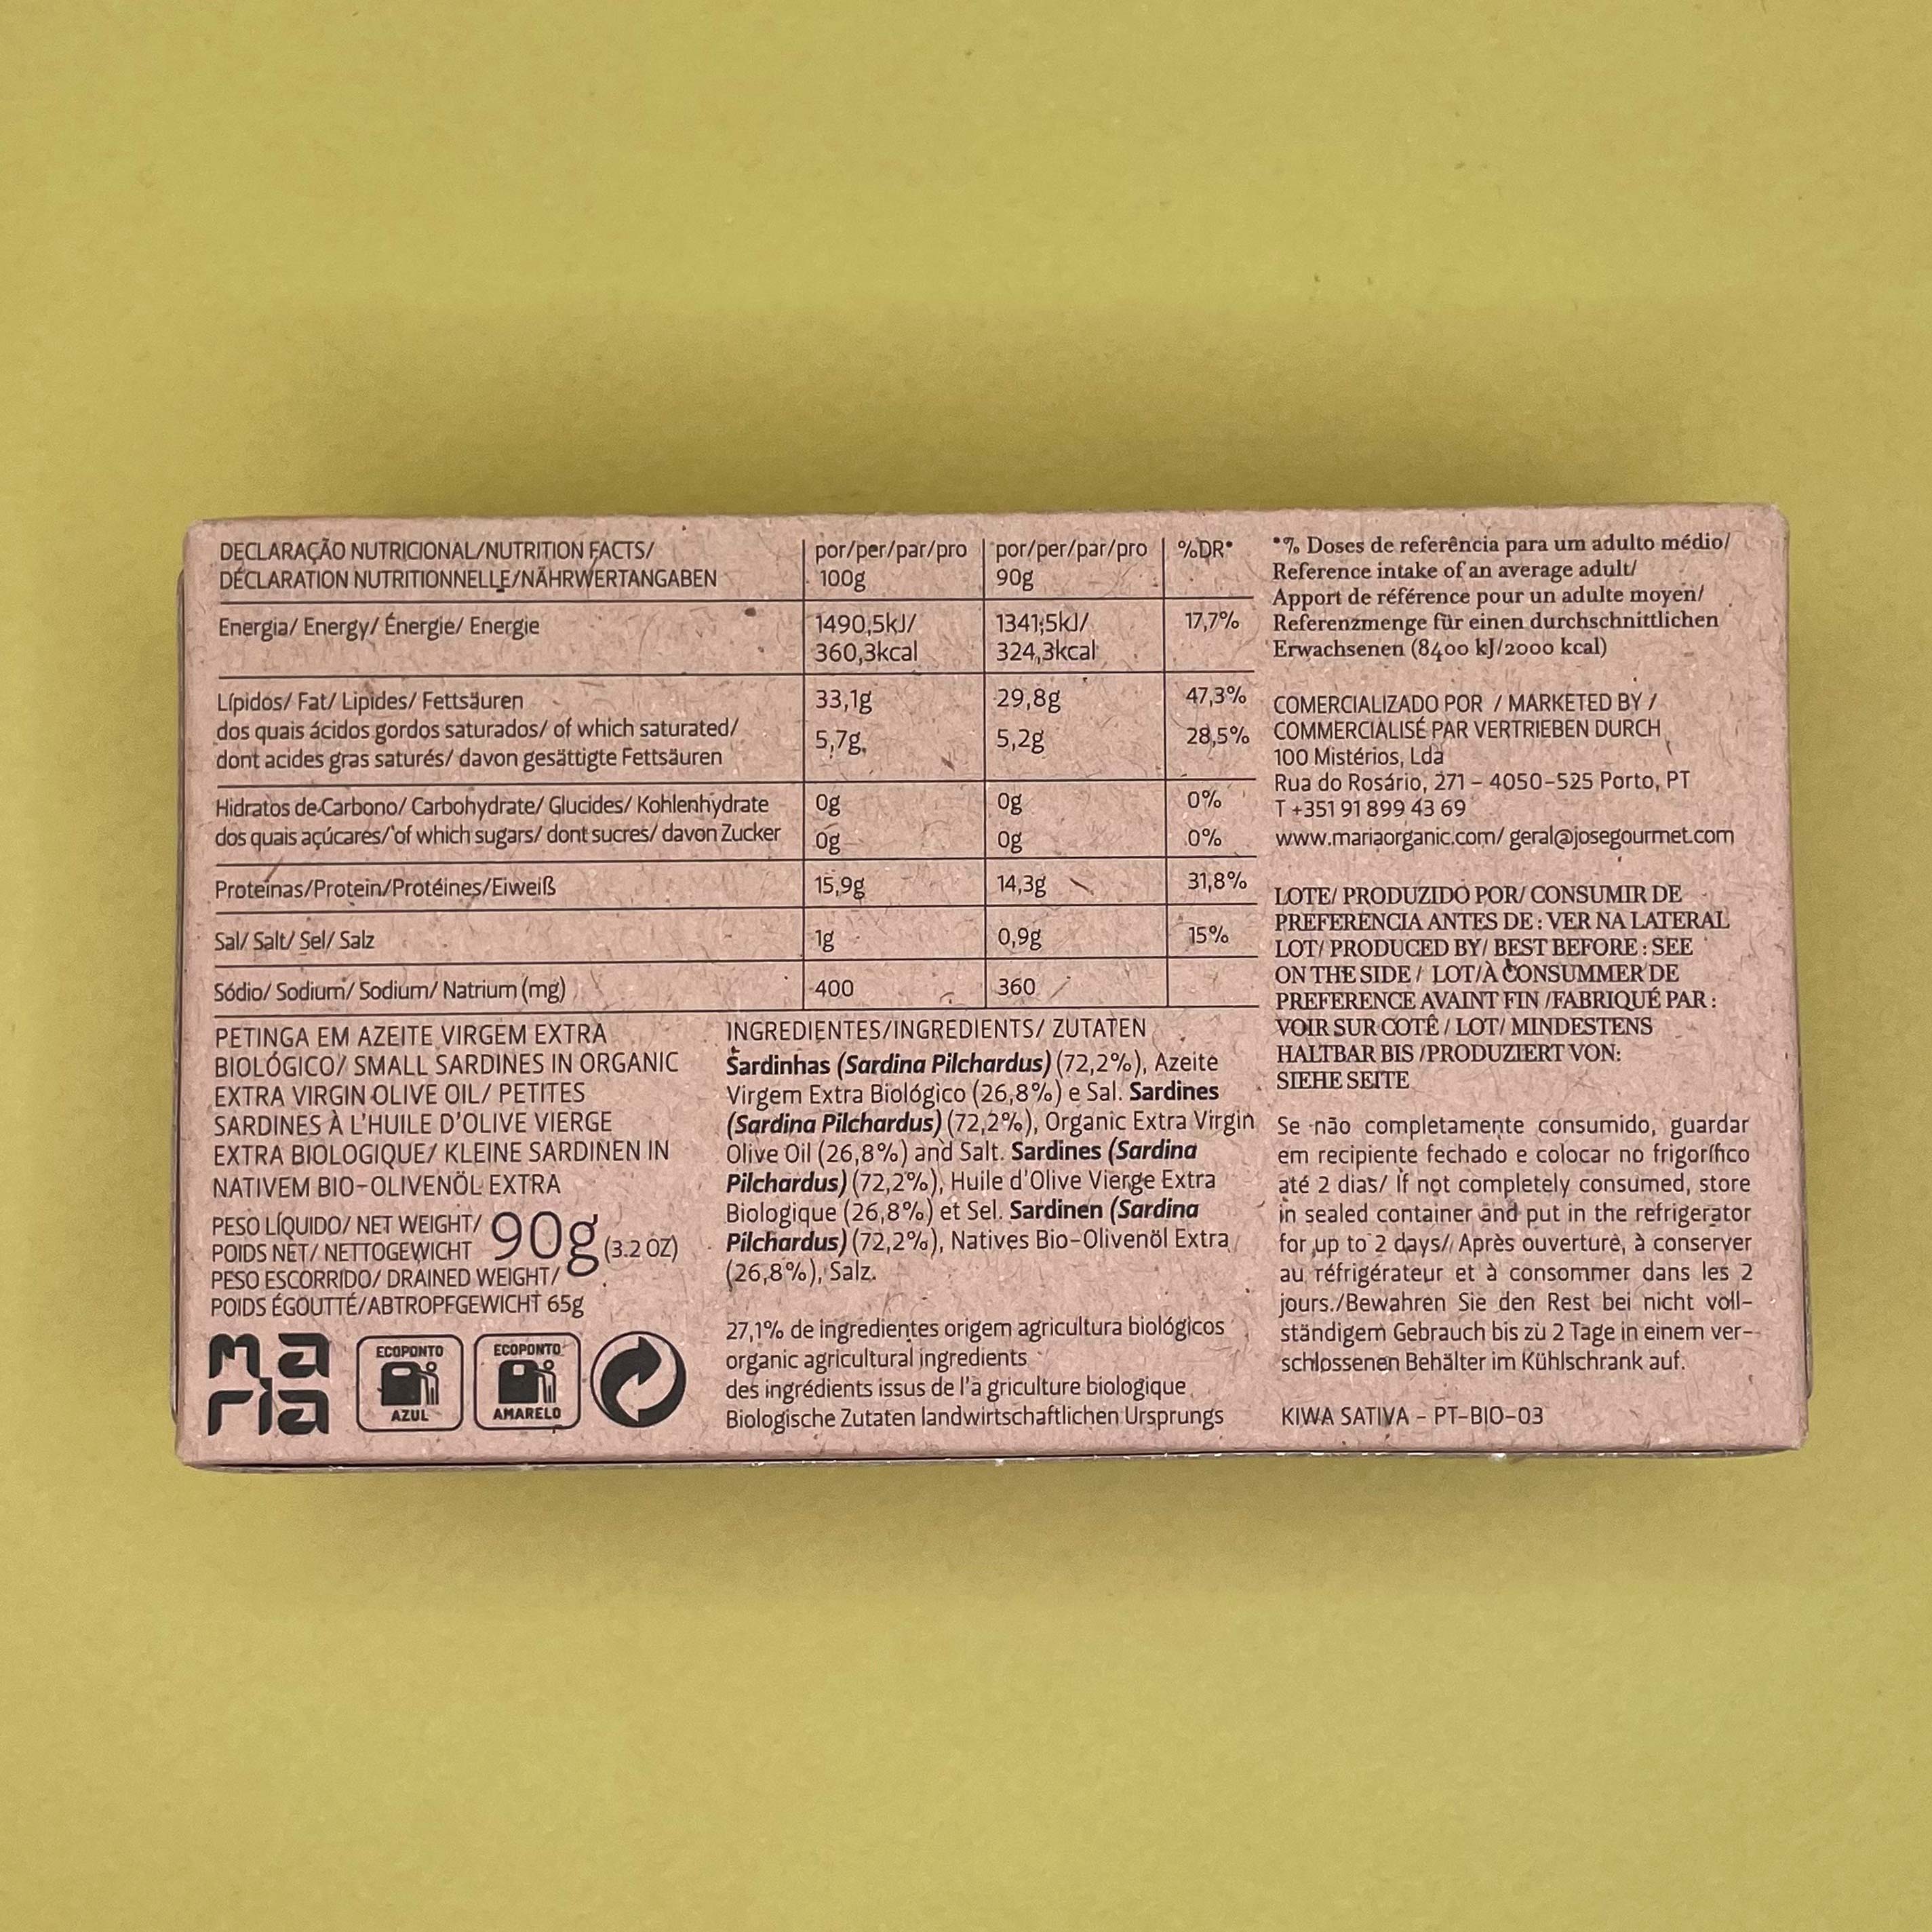 DECLARAÇÃO NUTRICIONAL/NUTRITION FACTS/
DÉCLARATION NUTRITIONNELLE/NÄHRWERTANGABEN
por/per/par/pro 100g
por/per/par/pro 90g
%DR*
Energia/ Energy/ Énergie/ Energie
1490,5kJ/ 360,3kcal
1341;5kJ/ 324,3kcal
17,7%
Lípidos/ Fat/ Lipides/ Fettsäuren
33,1g
29,8g
47,3%
dos quais ácidos gordos saturados/ of which saturated/
dont acides gras saturés/ davon gesättigte Fettsäuren
5,7g
5,2g
28,5%
Hidratos de Carbono/ Carbohydrate/ Glucides/ Kohlenhydrate
0g
0g
0%
dos quais açúcares/ of which sugars/ dont sucres/ davon Zucker
0g
0g
0%
Proteínas/Protein/Protéines/Eiweiß
15,9g
14,3g
31,8%
Sal/ Salt/ Sel/ Salz
1g
0,9g
15%
Sódio/ Sodium/ Sodium/ Natrium (mg)
400
360
PETINGA EM AZEITE VIRGEM EXTRA
BIOLÓGICO/ SMALL SARDINES IN ORGANIC
EXTRA VIRGIN OLIVE OIL/ PETITES
SARDINES À L'HUILE D'OLIVE VIERGE
EXTRA BIOLOGIQUE/ KLEINE SARDINEN IN
NATIVEM BIO-OLIVENÖL EXTRA
PESO LÍQUIDO/ NET WEIGHT/
POIDS NET/ NETTOGEWICHT 90g (3.2 OZ)
PESO ESCORRIDO/ DRAINED WEIGHT/
POIDS ÉGOUTTÉ/ABTROPFGEWICHT 65g
maria
ECOPONTO
AZUL
ECOPONTO
AMARELO
INGREDIENTES/INGREDIENTS/ ZUTATEN
Sardinhas (Sardina Pilchardus) (72,2%), Azeite
Virgem Extra Biológico (26,8%) e Sal. Sardines
(Sardina Pilchardus) (72,2%), Organic Extra Virgin
Olive Oil (26,8%) and Salt. Sardines (Sardina
Pilchardus) (72,2%), Huile d'Olive Vierge Extra
Biologique (26,8%) et Sel. Sardinen (Sardina
Pilchardus) (72,2%), Natives Bio-Olivenöl Extra
(26,8%), Salz.
27,1% de ingredientes origem agricultura biológicos
organic agricultural ingredients
des ingrédients issus de l'a griculture biologique
Biologische Zutaten landwirtschaftlichen Ursprungs
*% Doses de referência para um adulto médio/
Reference intake of an average adult/
Apport de référence pour un adulte moyen/
Referenzmenge für einen durchschnittlichen
Erwachsenen (8400 kJ/2000 kcal)
COMERCIALIZADO POR / MARKETED BY /
COMMERCIALISÉ PAR VERTRIEBEN DURCH
100 Mistérios, Lda
Rua do Rosário, 271 – 4050-525 Porto, PT
T +351 91 899 43 69
www.mariaorganic.com/ geral@josegourmet.com
LOTE/ PRODUZIDO POR/ CONSUMIR DE
PREFERÊNCIA ANTES DE : VER NA LATERAL
LOT/ PRODUCED BY/ BEST BEFORE : SEE
ON THE SIDE / LOT/À CONSUMMER DE
PREFERENCE AVAINT FIN /FABRIQUÉ PAR :
VOIR SUR COTÊ / LOT/ MINDESTENS
HALTBAR BIS /PRODUZIERT VON:
SIEHE SEITE
Se não completamente consumido, guardar
em recipiente fechado e colocar no frigorífico
até 2 dias/ If not completely consumed, store
in sealed container and put in the refrigerator
for up to 2 days/ Après ouverture, à conserver
au réfrigérateur et à consommer dans les 2
jours./Bewahren Sie den Rest bei nicht voll-
ständigem Gebrauch bis zu 2 Tage in einem ver-
schlossenen Behälter im Kühlschrank auf.
KIWA SATIVA - PT-BIO-03